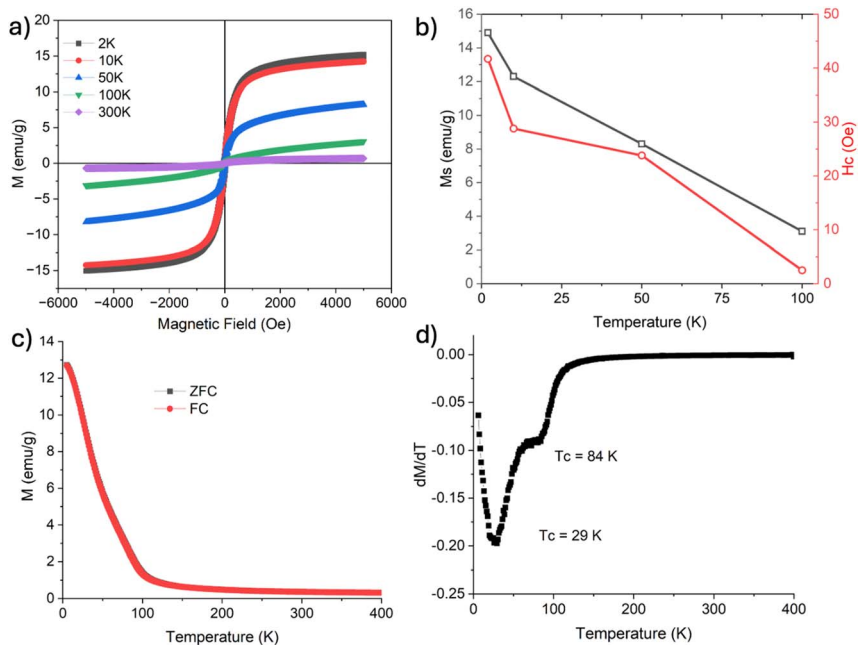 a)
2K
10K
50K
100K
300K
20
15
10
5
0
−5
−10
−15
−6000 −4000 −2000 0 2000 4000 6000
M (emu/g)
Magnetic Field (Oe)
b)
16
14
12
10
8
6
4
2
0
0 25 50 75 100
50
40
30
20
10
0
Ms (emu/g)
Hc (Oe)
Temperature (K)
c)
ZFC
FC
14
12
10
8
6
4
2
0
0 100 200 300 400
M (emu/g)
Temperature (K)
d)
0.00
-0.05
-0.10
-0.15
-0.20
-0.25
0 100 200 300 400
dM/dT
Tc = 84 K
Tc = 29 K
Temperature (K)